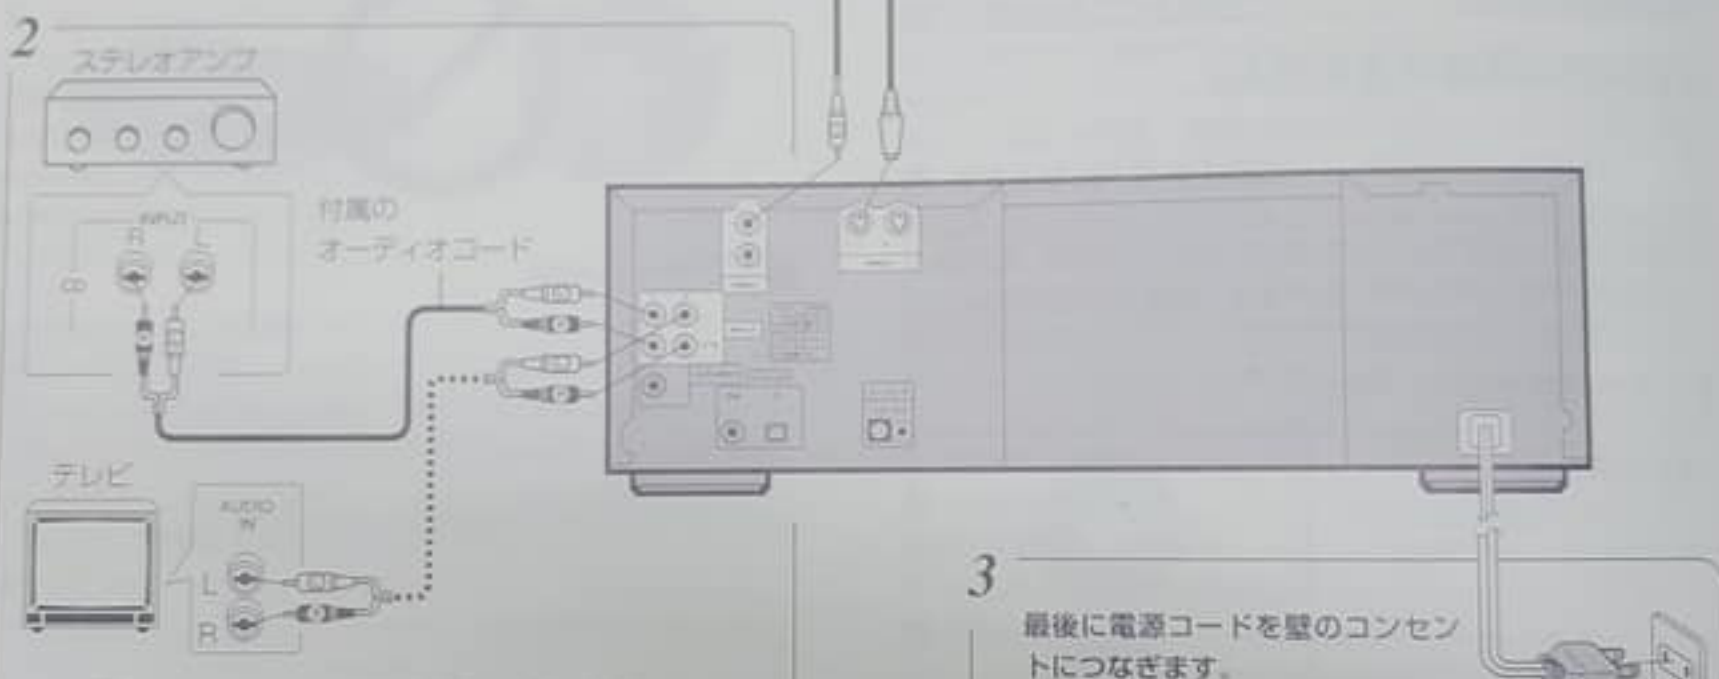 2
ステレオアンプ
INPUT
R L
CD
付属の
オーディオコード
テレビ
AUDIO
IN
L
R
3
最後に電源コードを壁のコンセン
トにつなぎます。